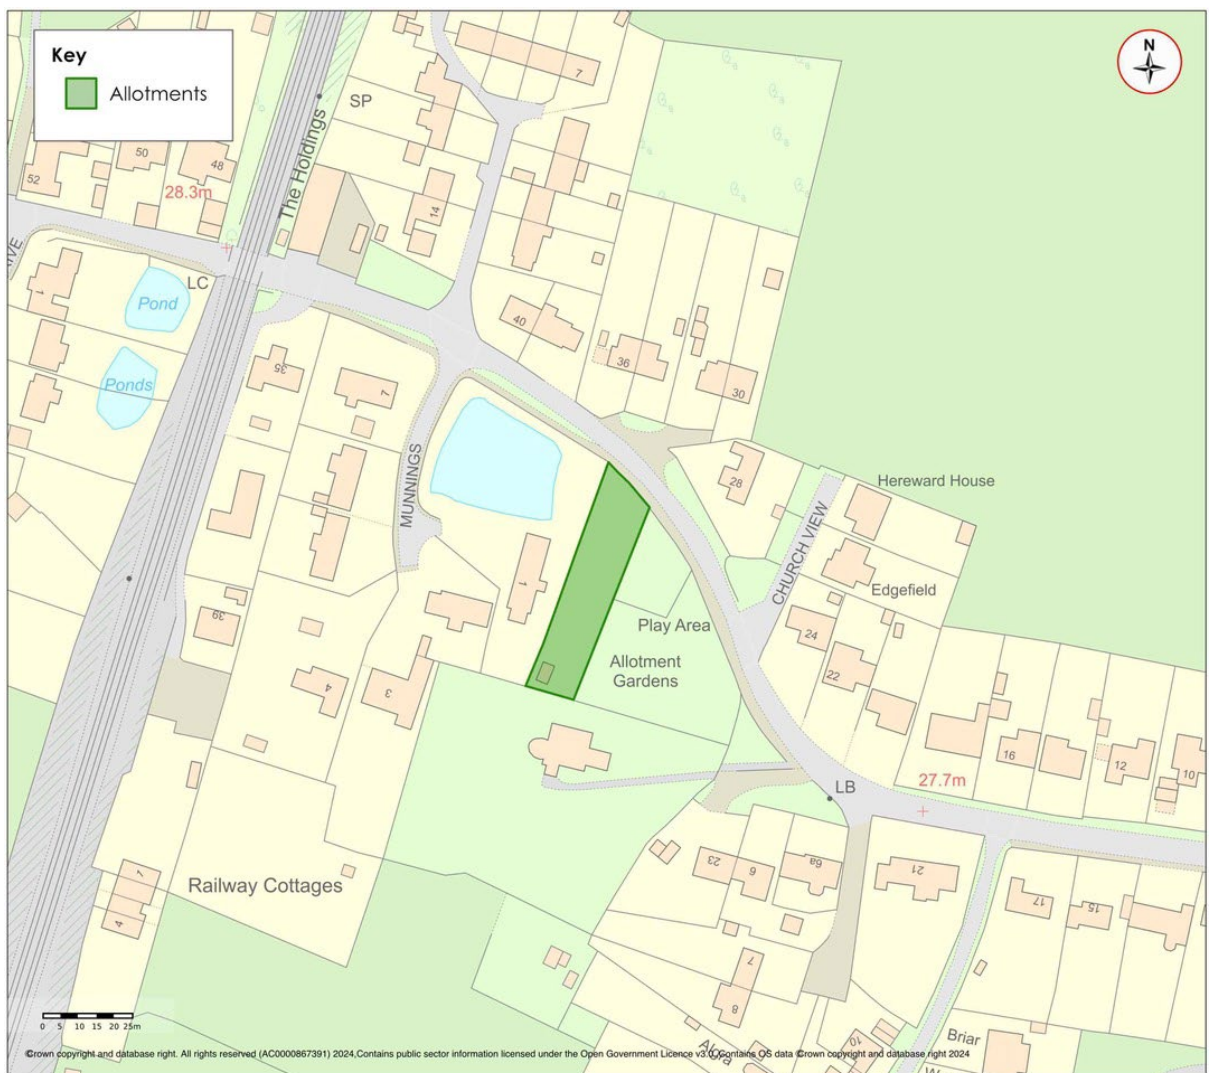 Key
Allotments
N
7
SP
The Holdings
50
48
52
28.3m
14
IVE
LC
1
Pond
Ponds
40
36
30
35
7
MUNNINGS
28
Hereward House
CHURCH VIEW
Edgefield
1
39
Play Area
24
Allotment
Gardens
22
4
3
16
12
10
27.7m
LB
23
6
6a
21
Railway Cottages
7
4
17
15
7
8
0 5 10 15 20 25m
Alora
10
Briar
©rown copyright and database right. All rights reserved (AC0000867391) 2024,Contains public sector information licensed under the Open Government Licence v3.0,Contains OS data ©rown copyright and database right 2024